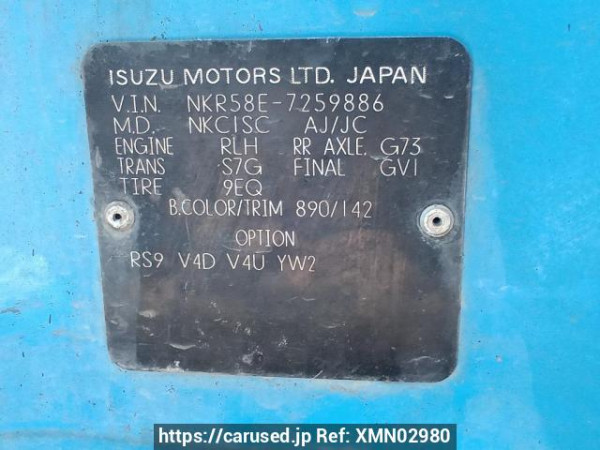 ISUZU MOTORS LTD. JAPAN
V.I.N. NKR58E-7259886
M.D. NKC1SC AJ/JC
ENGINE RLH RR AXLE. G73
TRANS S7G FINAL GV1
TIRE 9EQ
B.COLOR/TRIM 890/142
OPTION
RS9 V4D V4U YW2
https://carused.jp Ref: XMN02980